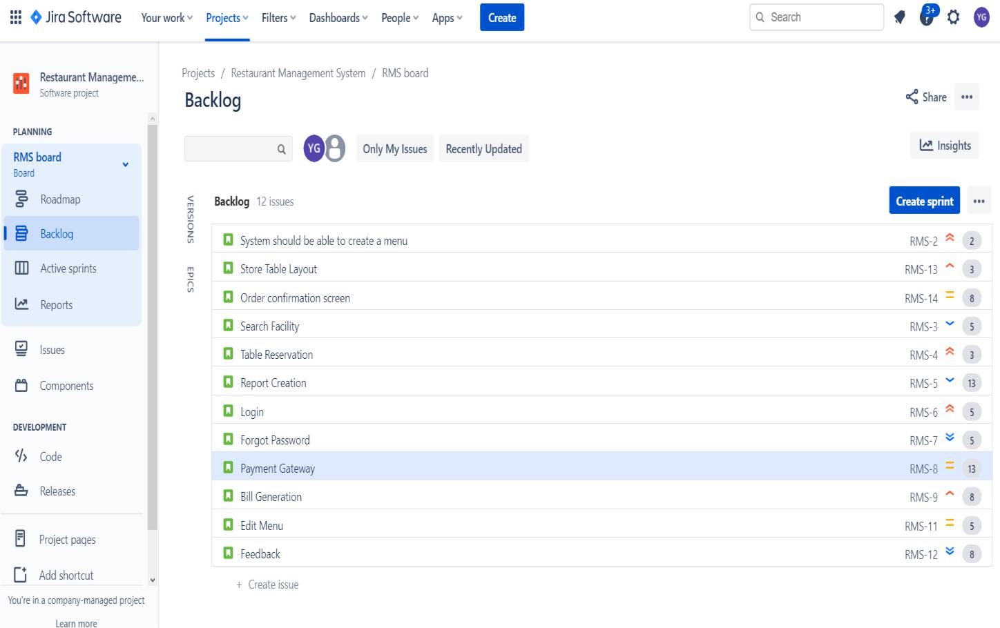 Jira Software Your work Projects Filters Dashboards People Apps Create Search 3+ YG
Restaurant Manageme...
Software project
PLANNING
RMS board
Board
Roadmap
Backlog
Active sprints
Reports
Issues
Components
DEVELOPMENT
Code
Releases
Project pages
Add shortcut
You're in a company-managed project
Learn more
Projects / Restaurant Management System / RMS board
Backlog
Share
YG Only My Issues Recently Updated Insights
VERSIONS
EPICS
Backlog 12 issues Create sprint
System should be able to create a menu RMS-2 2
Store Table Layout RMS-13 3
Order confirmation screen RMS-14 8
Search Facility RMS-3 5
Table Reservation RMS-4 3
Report Creation RMS-5 13
Login RMS-6 5
Forgot Password RMS-7 5
Payment Gateway RMS-8 13
Bill Generation RMS-9 8
Edit Menu RMS-11 5
Feedback RMS-12 8
+ Create issue